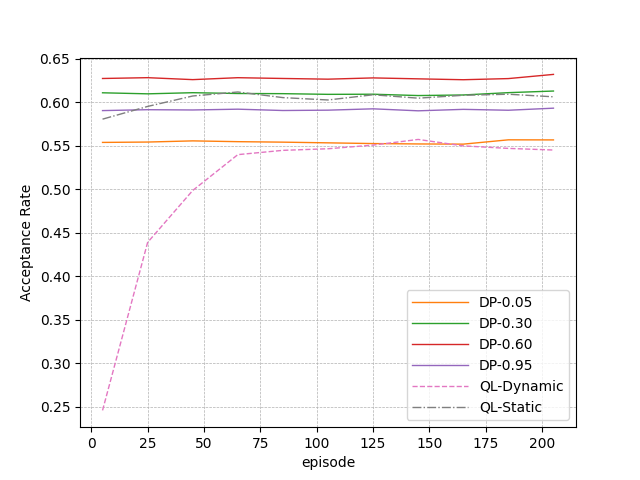 0.65
0.60
0.55
0.50
0.45
0.40
0.35
0.30
0.25
Acceptance Rate
DP-0.05
DP-0.30
DP-0.60
DP-0.95
QL-Dynamic
QL-Static
0 25 50 75 100 125 150 175 200
episode